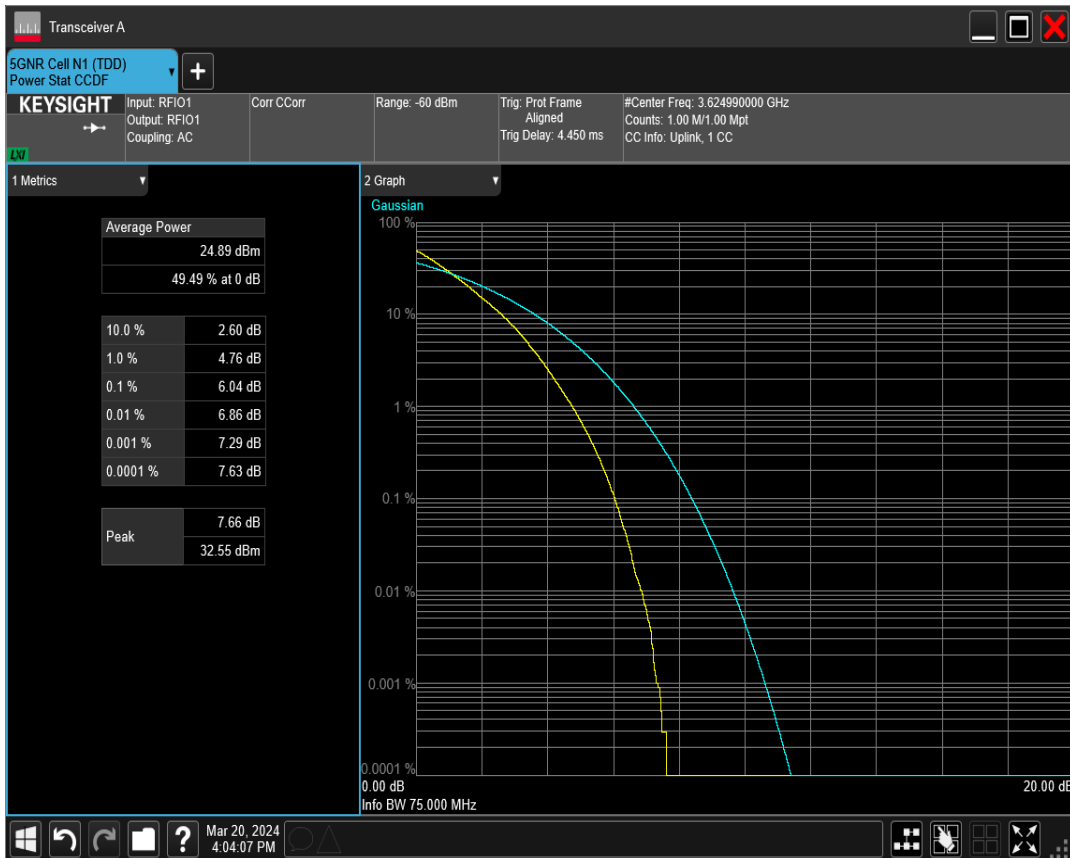 Transceiver A
5GNR Cell N1 (TDD)
Power Stat CCDF
+
KEYSIGHT
LXI
Input: RFIO1
Output: RFIO1
Coupling: AC
Corr CCorr
Range: -60 dBm
Trig: Prot Frame
Aligned
Trig Delay: 4.450 ms
#Center Freq: 3.624990000 GHz
Counts: 1.00 M/1.00 Mpt
CC Info: Uplink, 1 CC
1 Metrics
Average Power
24.89 dBm
49.49 % at 0 dB
10.0 % 2.60 dB
1.0 % 4.76 dB
0.1 % 6.04 dB
0.01 % 6.86 dB
0.001 % 7.29 dB
0.0001 % 7.63 dB
Peak
7.66 dB
32.55 dBm
2 Graph
Gaussian
100 %
10 %
1 %
0.1 %
0.01 %
0.001 %
0.0001 %
0.00 dB 20.00 dB
Info BW 75.000 MHz
?
Mar 20, 2024
4:04:07 PM